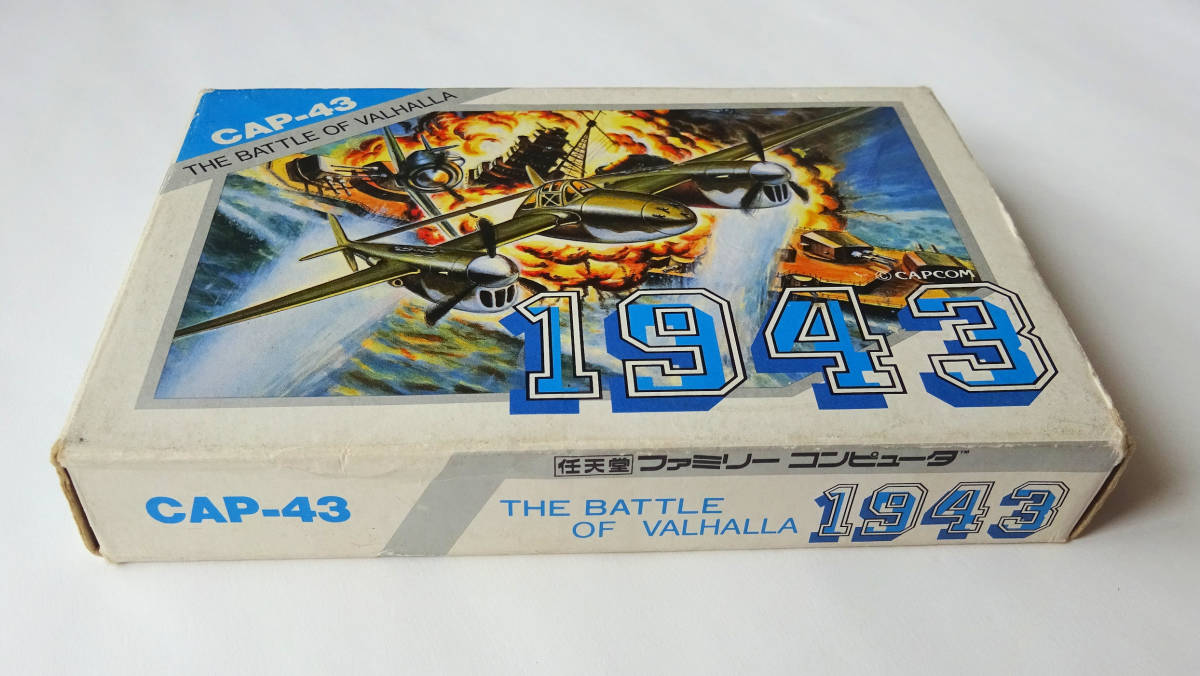 CAP-43
THE BATTLE OF VALHALLA
©CAPCOM
1943
任天堂 ファミリー コンピュータ™
CAP-43
THE BATTLE
OF VALHALLA
1943